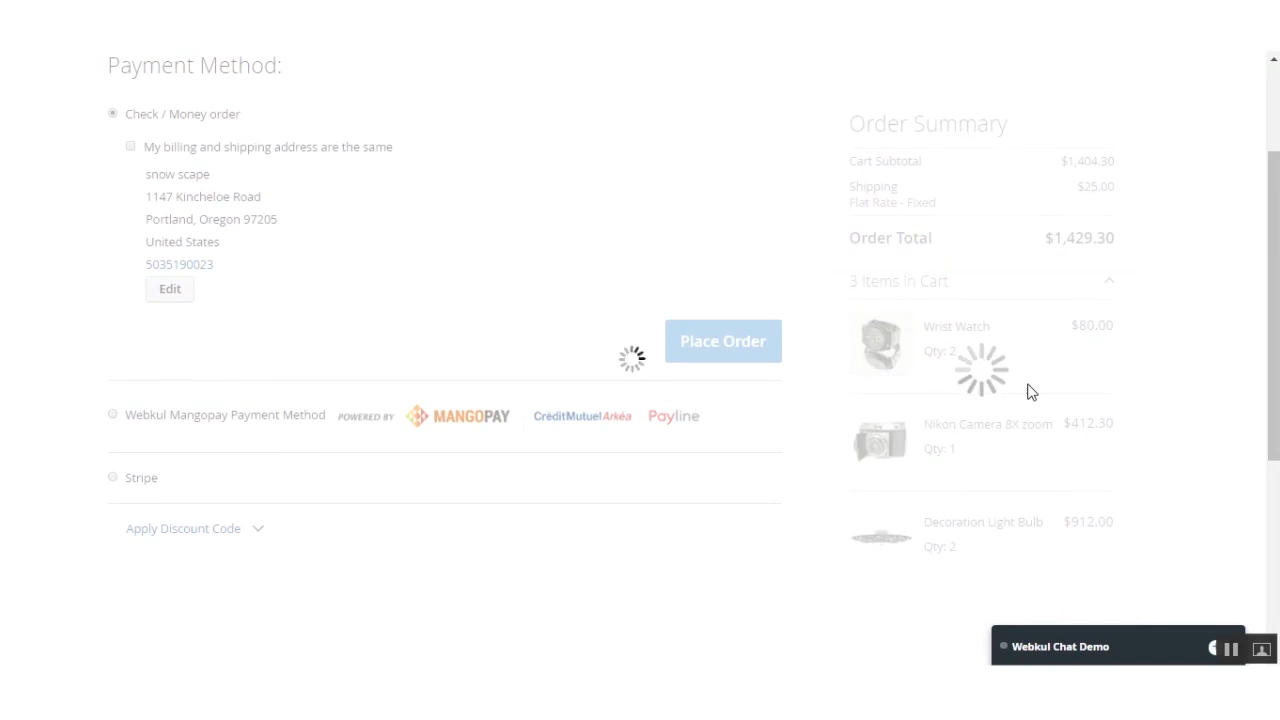 Payment Method:
Check / Money order
My billing and shipping address are the same
snow scape
1147 Kincheloe Road
Portland, Oregon 97205
United States
5035190023
Edit
Place Order
Webkul Mangopay Payment Method POWERED BY MANGOPAY CréditMutuel Arkéa Payline
Stripe
Apply Discount Code
Order Summary
Cart Subtotal $1,404.30
Shipping $25.00
Flat Rate - Fixed
Order Total $1,429.30
3 Items in Cart
Wrist Watch $80.00
Qty: 2
Nikon Camera 8X zoom $412.30
Qty: 1
Decoration Light Bulb $912.00
Qty: 2
Webkul Chat Demo